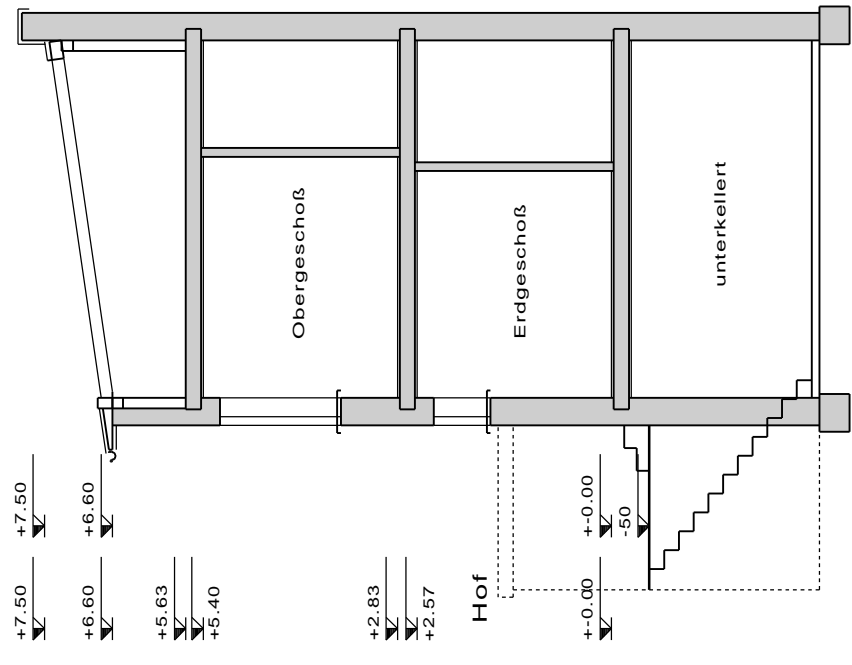 Obergeschoß
Erdgeschoß
unterkellert
Hof
+7.50
+6.60
+-0.00
-50
+7.50
+6.60
+5.63
+5.40
+2.83
+2.57
+-0.00